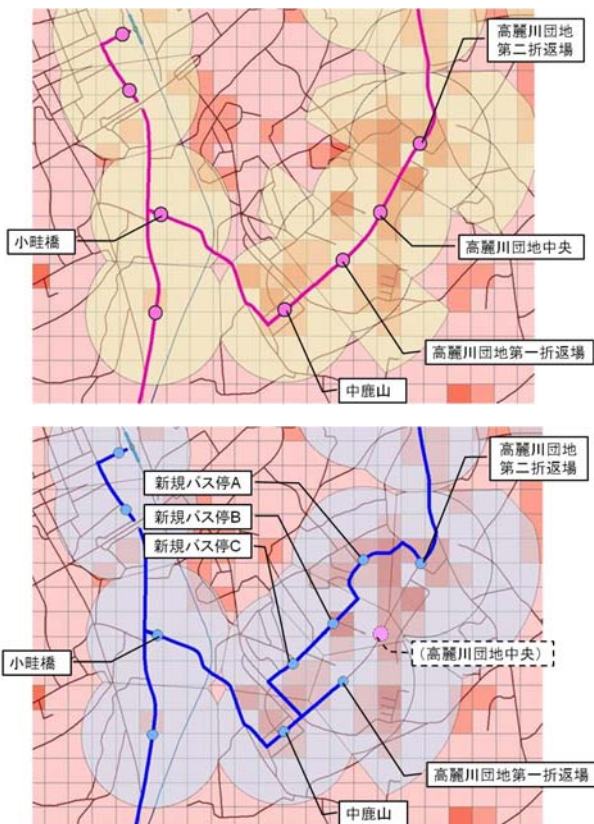 高麗川団地
第二折返場
小畦橋
高麗川団地中央
高麗川団地第一折返場
中鹿山
高麗川団地
第二折返場
新規バス停A
新規バス停B
新規バス停C
小畦橋
(高麗川団地中央)
高麗川団地第一折返場
中鹿山